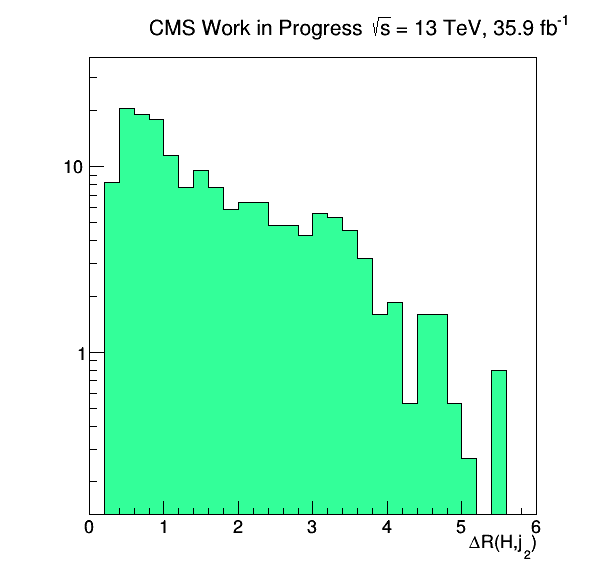 CMS Work in Progress √s = 13 TeV, 35.9 fb⁻¹
10
1
0 1 2 3 4 5 6
ΔR(H,j₂)